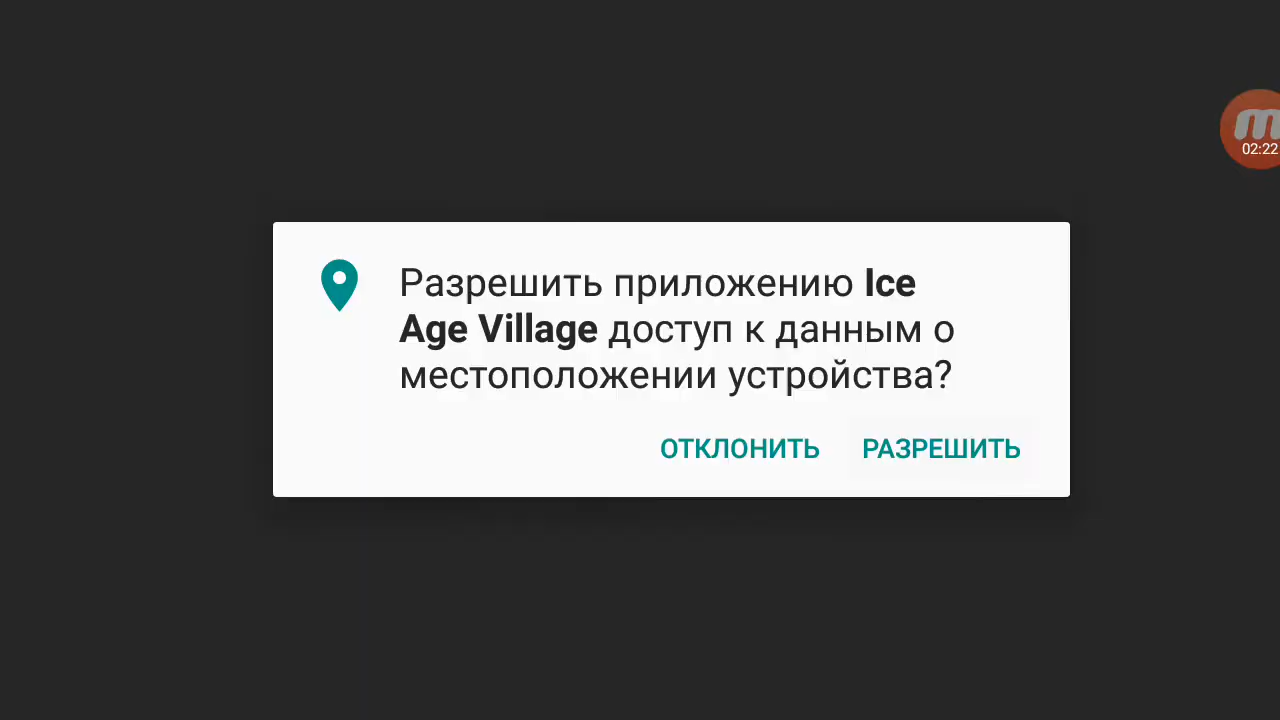 02:22
Разрешить приложению Ice
Age Village доступ к данным о
местоположении устройства?
ОТКЛОНИТЬ РАЗРЕШИТЬ